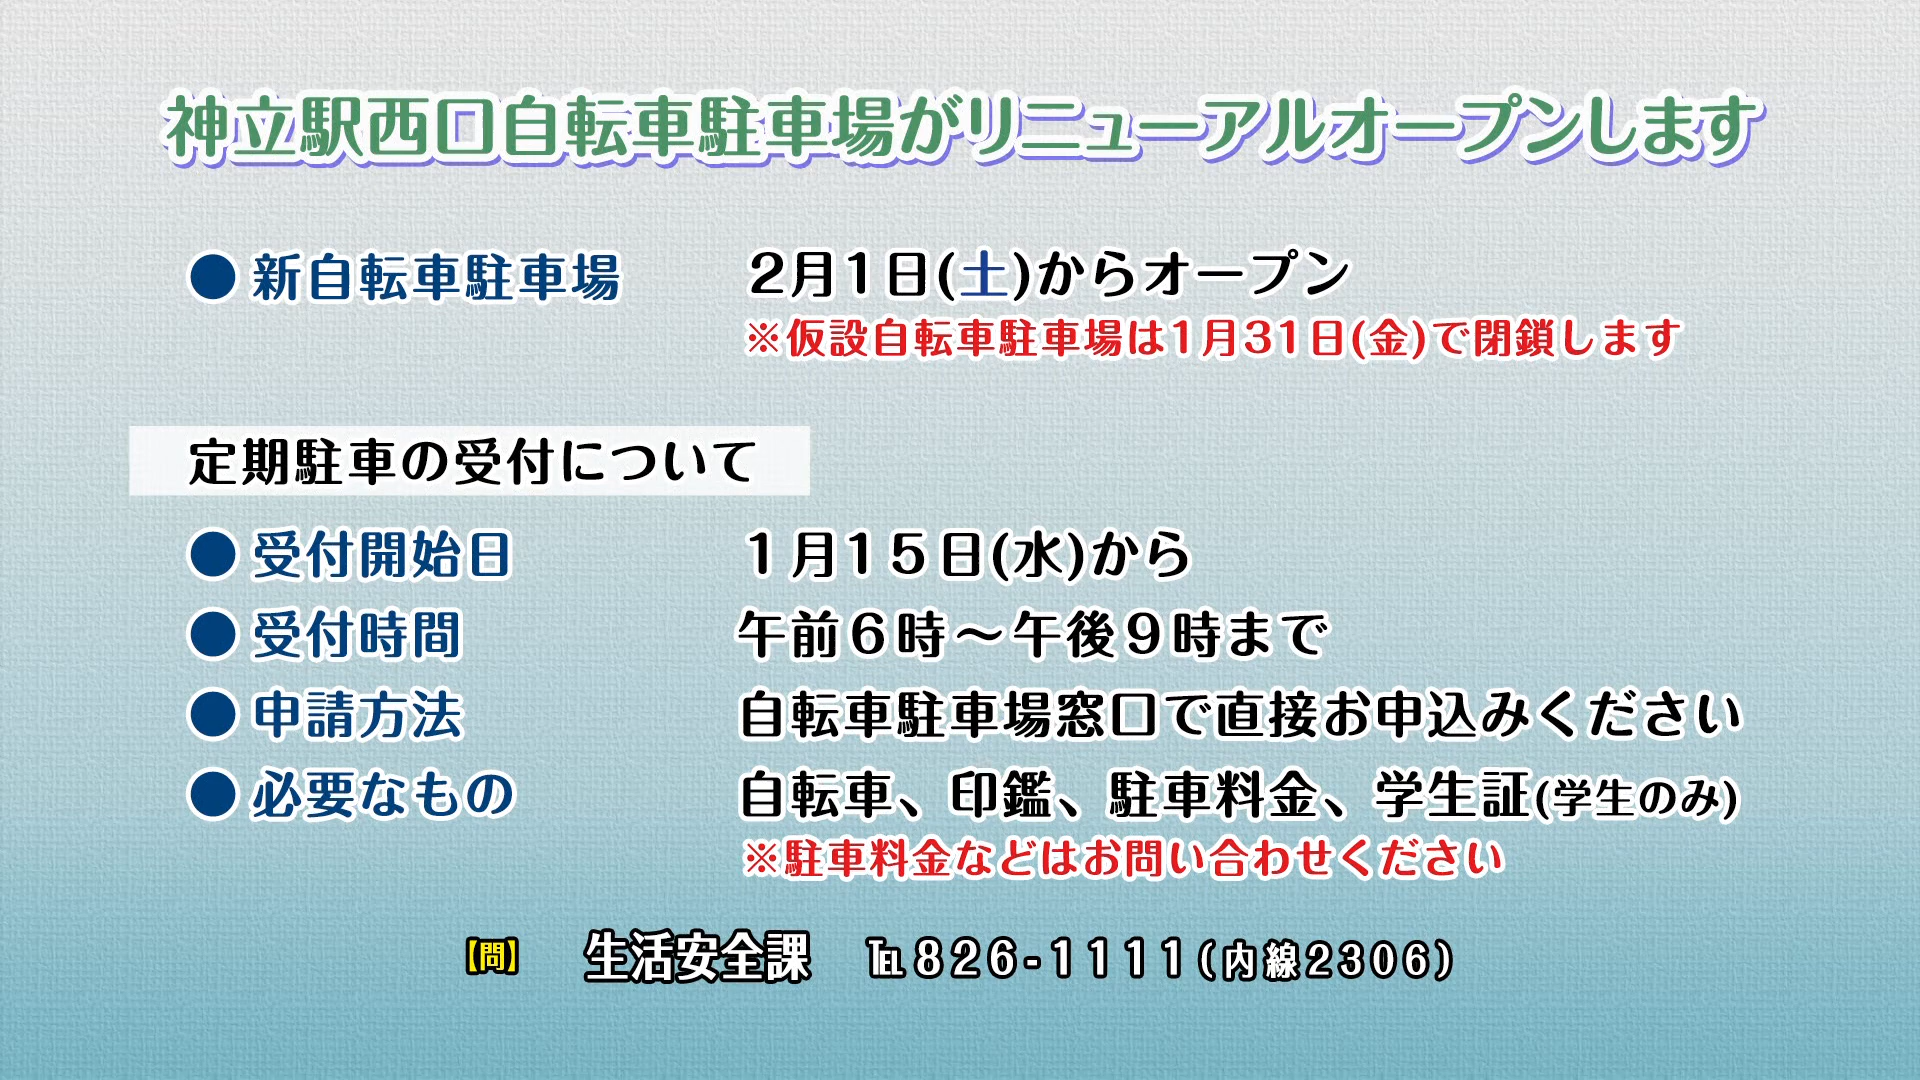 神立駅西口自転車駐車場がリニューアルオープンします
● 新自転車駐車場 2月1日(土)からオープン
※仮設自転車駐車場は1月31日(金)で閉鎖します
定期駐車の受付について
● 受付開始日 1月15日(水)から
● 受付時間 午前6時～午後9時まで
● 申請方法 自転車駐車場窓口で直接お申込みください
● 必要なもの 自転車、印鑑、駐車料金、学生証(学生のみ)
※駐車料金などはお問い合わせください
【問】 生活安全課 ℡826-1111(内線2306)